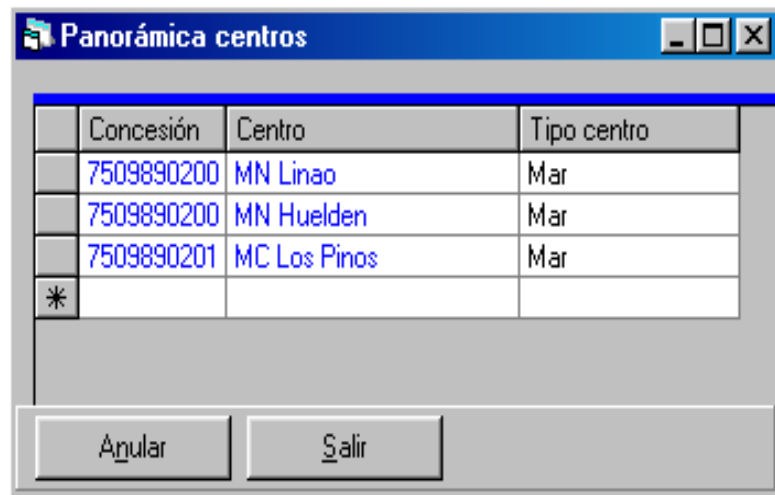 Panorámica centros
Concesión Centro Tipo centro
7509890200 MN Linao Mar
7509890200 MN Huelden Mar
7509890201 MC Los Pinos Mar
Anular Salir